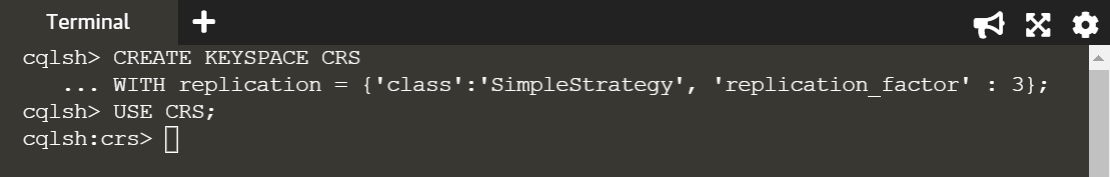 Terminal
cqlsh> CREATE KEYSPACE CRS
... WITH replication = {'class':'SimpleStrategy', 'replication_factor' : 3};
cqlsh> USE CRS;
cqlsh:crs>